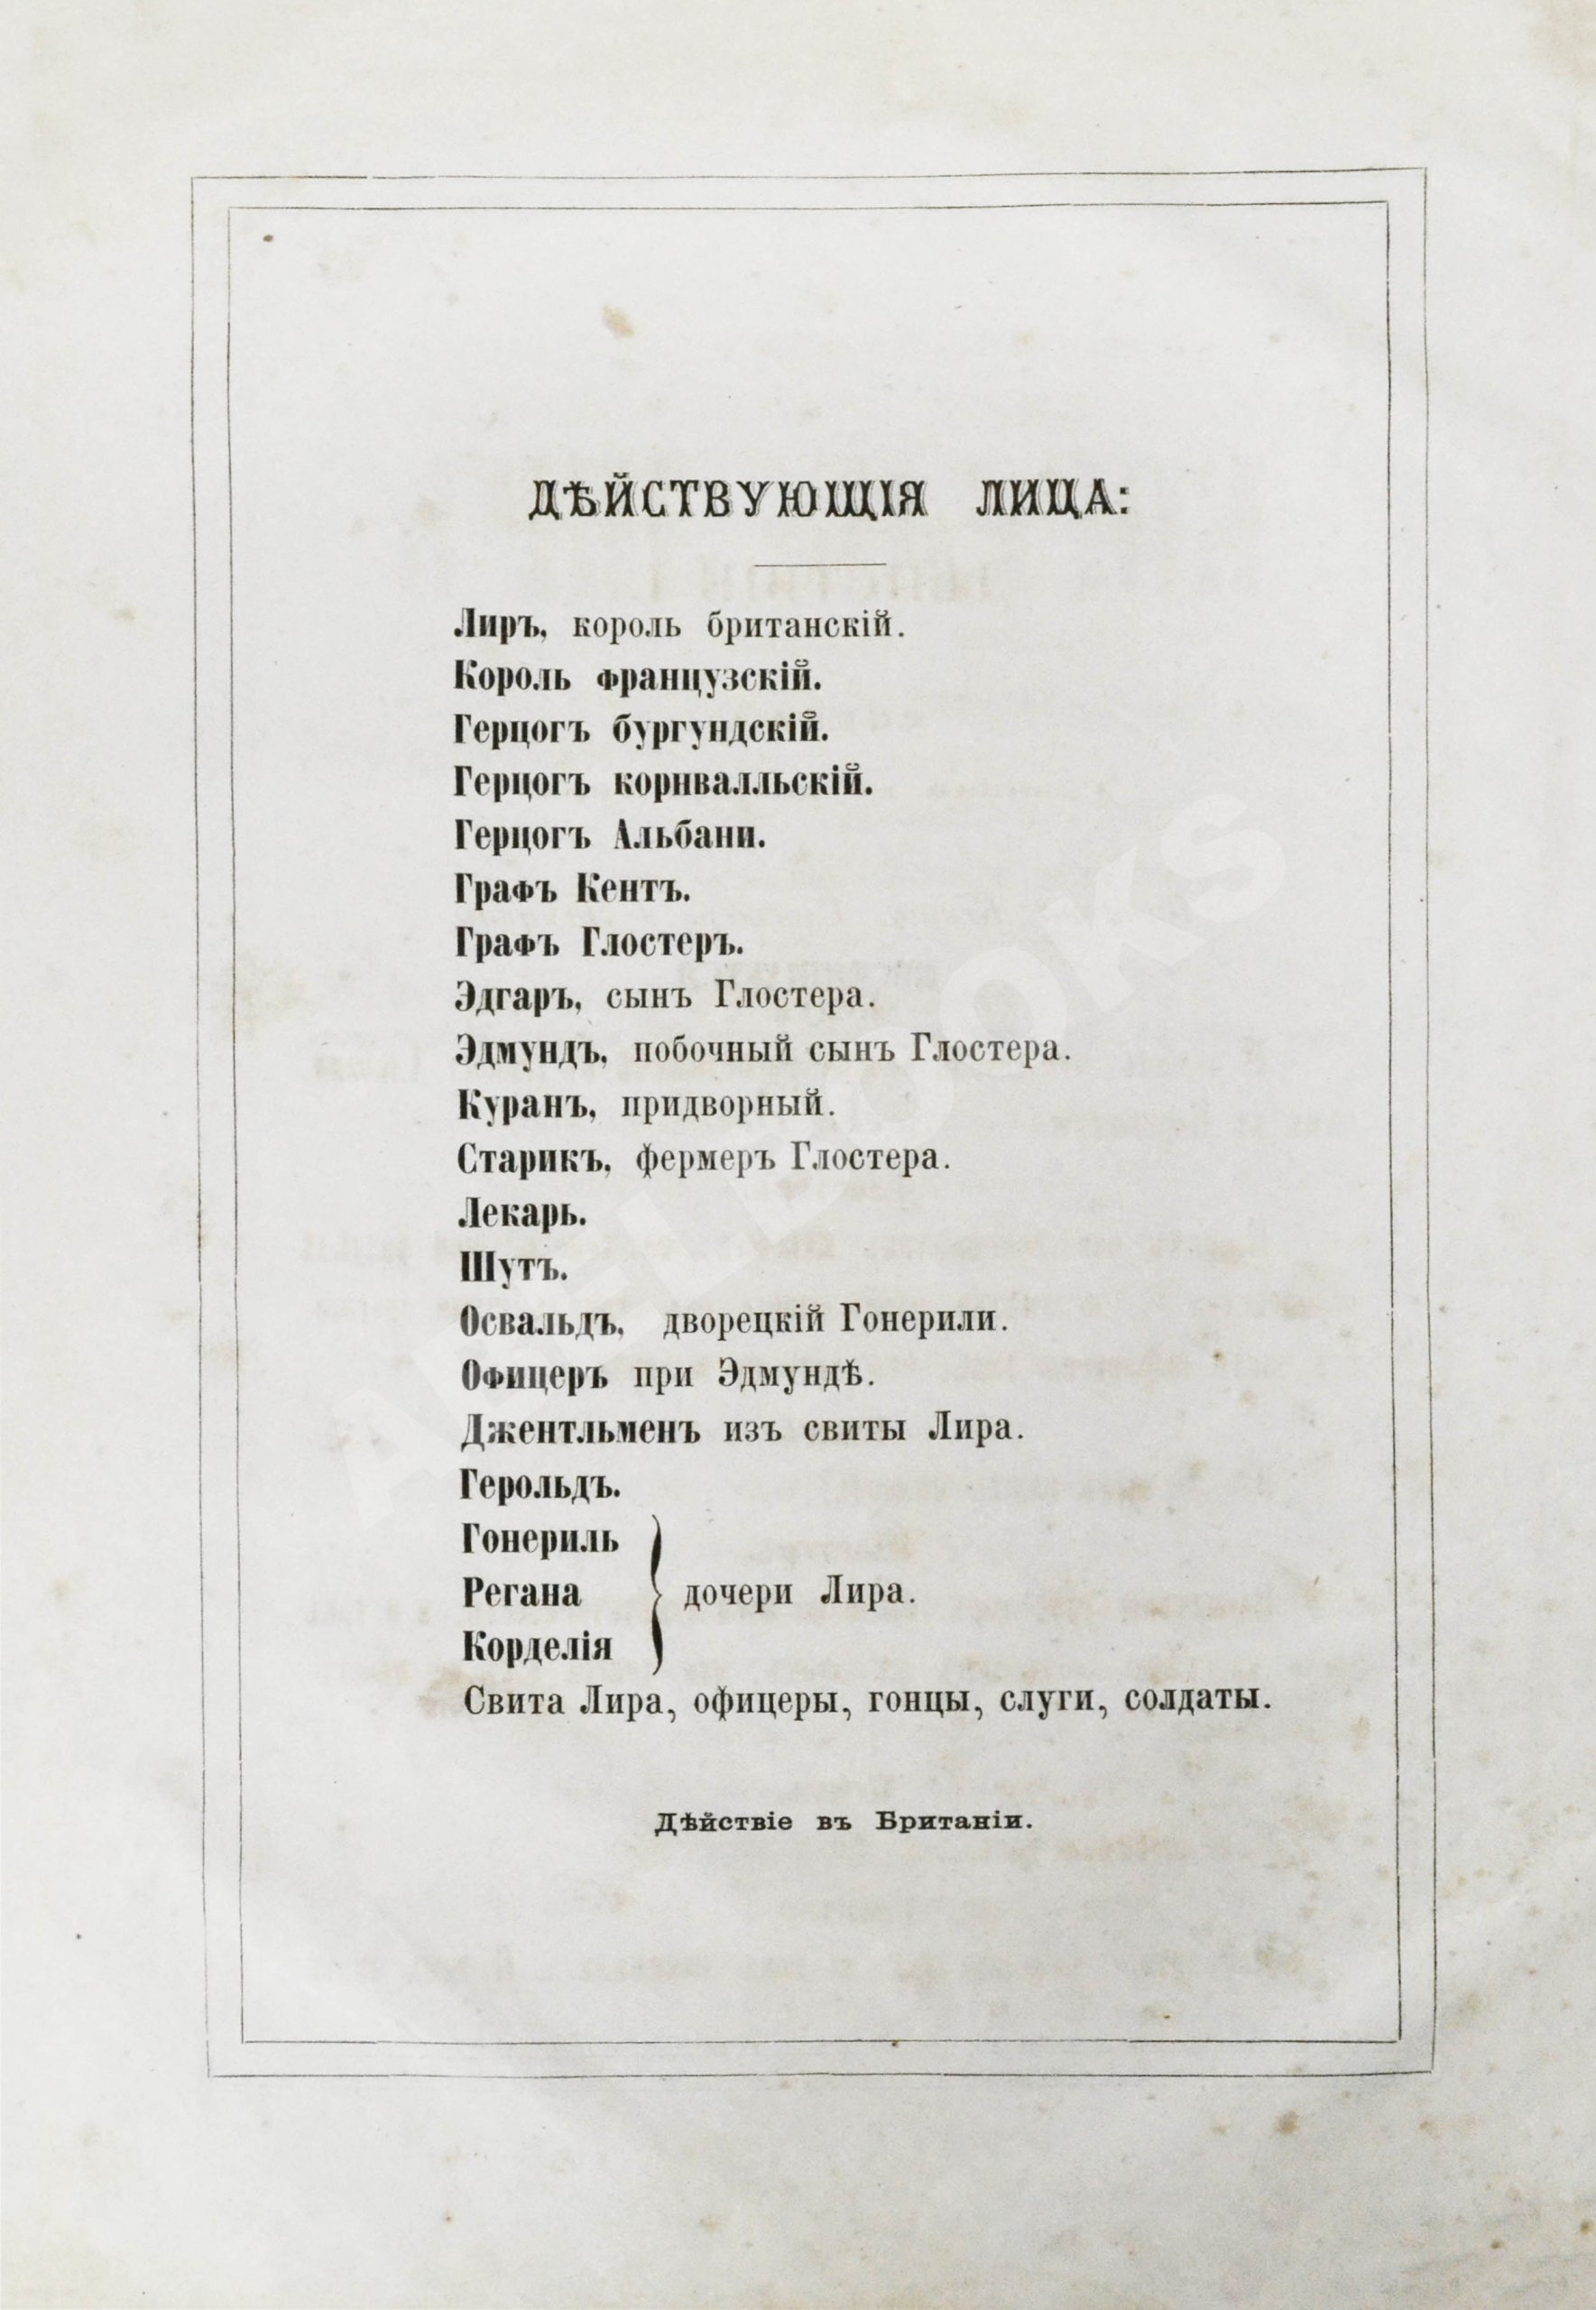 ДѢЙСТВУЮЩІЯ ЛИЦА:
Лиръ, король британскій.
Король французскій.
Герцогъ бургундскій.
Герцогъ корнвалльскій.
Герцогъ Альбани.
Графъ Кентъ.
Графъ Глостеръ.
Эдгаръ, сынъ Глостера.
Эдмундъ, побочный сынъ Глостера.
Куранъ, придворный.
Старикъ, фермеръ Глостера.
Лекарь.
Шутъ.
Освальдъ, дворецкій Гонерили.
Офицеръ при Эдмундѣ.
Джентльменъ изъ свиты Лира.
Герольдъ.
Гонериль
Регана дочери Лира.
Корделія
Свита Лира, офицеры, гонцы, слуги, солдаты.
Дѣйствіе въ Британіи.